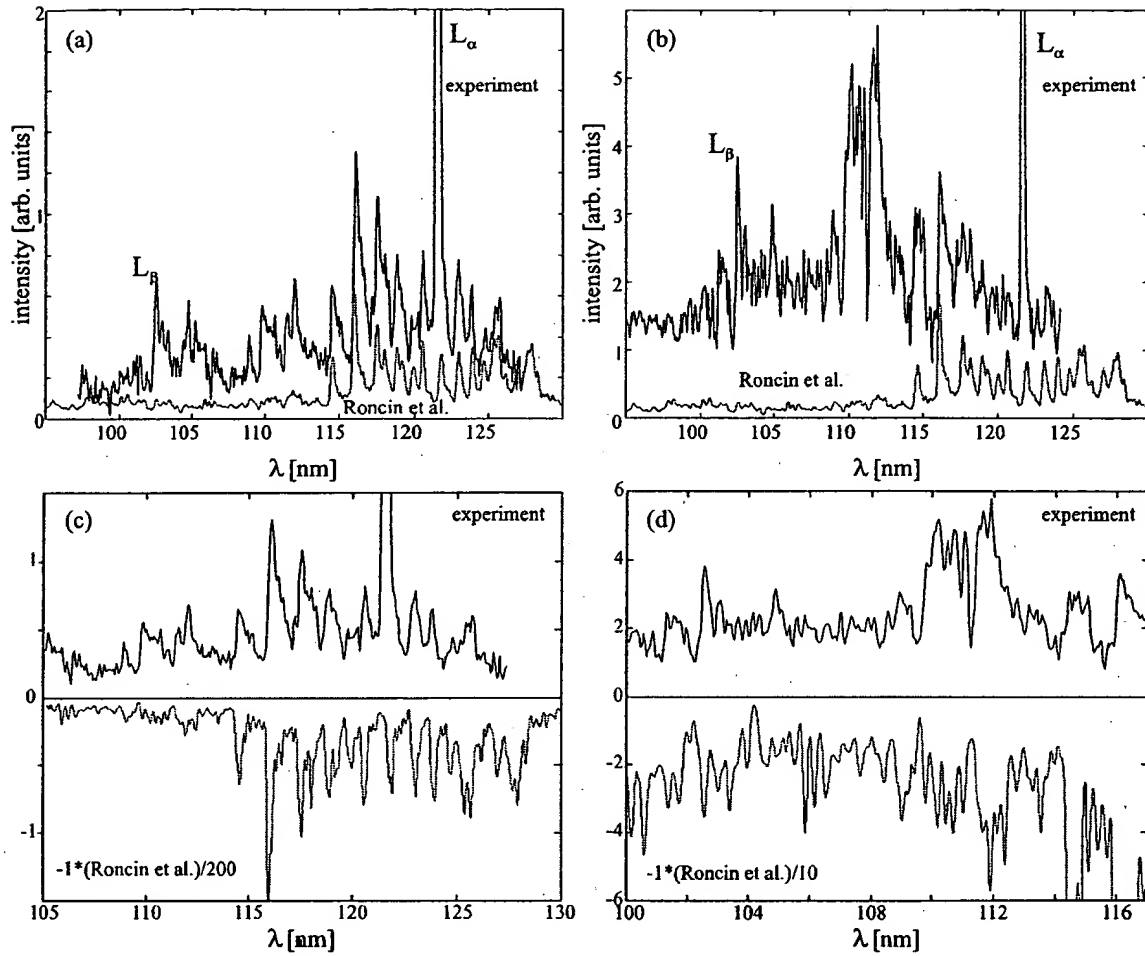 (a)
2
1
0
intensity [arb. units]
Lα
experiment
Lβ
Roncin et al.
100 105 110 115 120 125
λ [nm]
(b)
5
4
3
2
1
0
intensity [arb. units]
Lα
experiment
Lβ
Roncin et al.
100 105 110 115 120 125
λ [nm]
(c)
experiment
1
0
-1
-1*(Roncin et al.)/200
105 110 115 120 125 130
λ [nm]
(d)
experiment
6
4
2
0
-2
-4
-6
-1*(Roncin et al.)/10
100 104 108 112 116
λ [nm]